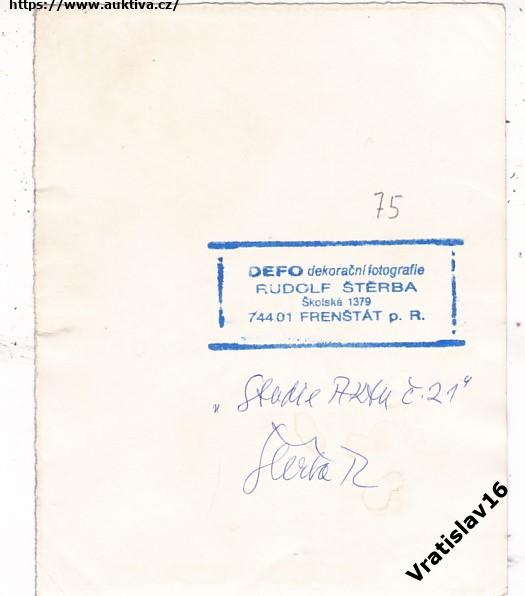 https://www.auktiva.cz/
75
DEFO dekorační fotografie
RUDOLF ŠTĚRBA
Školská 1379
744 01 FRENŠTÁT p. R.
„Studie Aktu č. 21"
Štěrba R
Vratislav16